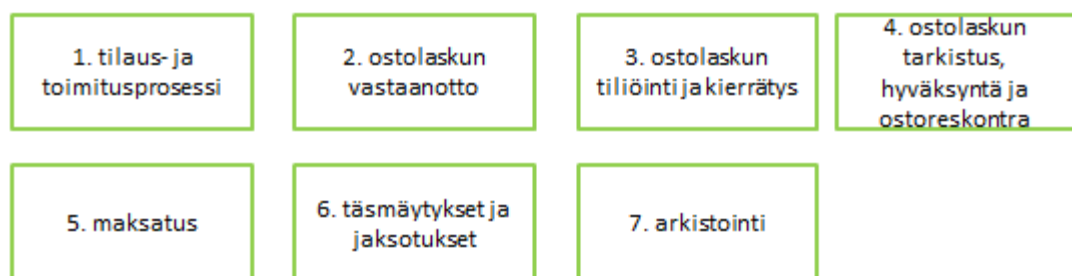 1. tilaus- ja
toimitusprosessi
2. ostolaskun
vastaanotto
3. ostolaskun
tiliöinti ja kierrätys
4. ostolaskun
tarkistus,
hyväksyntä ja
ostoreskontra
5. maksatus
6. täsmäytykset ja
jaksotukset
7. arkistointi